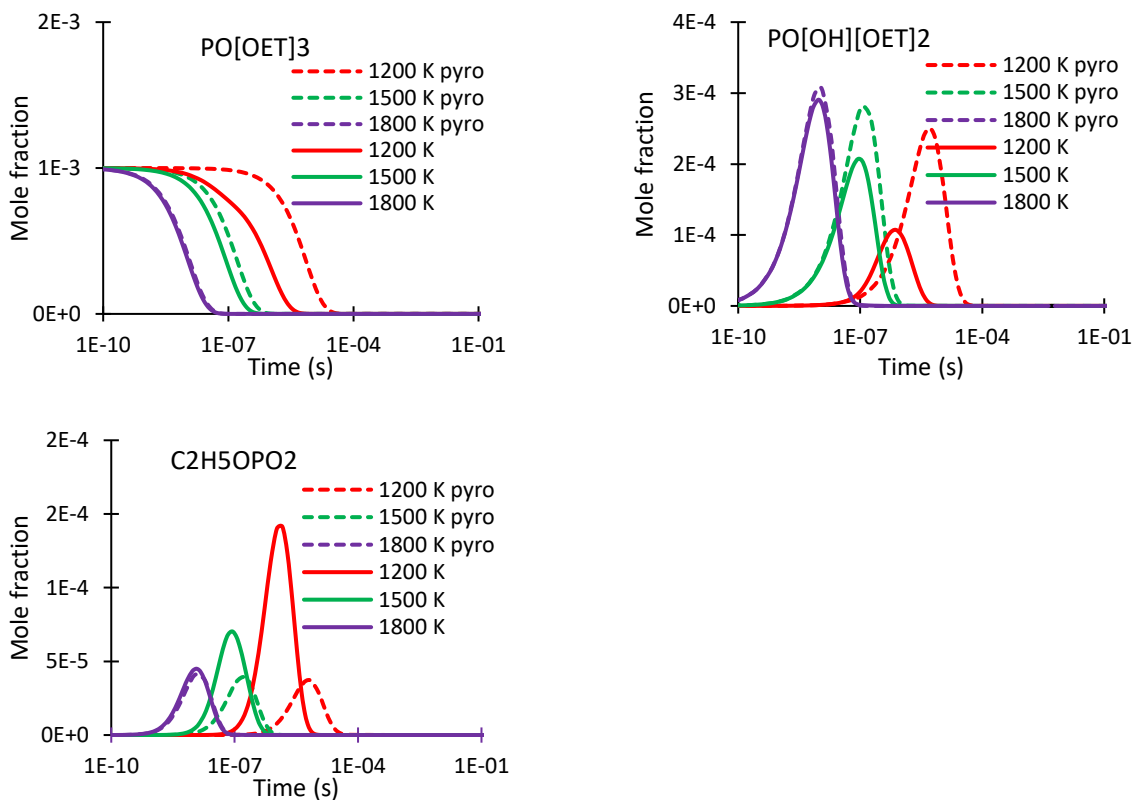 PO[OET]3
2E-3
1E-3
0E+0
Mole fraction
1200 K pyro
1500 K pyro
1800 K pyro
1200 K
1500 K
1800 K
1E-10 1E-07 1E-04 1E-01
Time (s)
PO[OH][OET]2
4E-4
3E-4
2E-4
1E-4
0E+0
Mole fraction
1200 K pyro
1500 K pyro
1800 K pyro
1200 K
1500 K
1800 K
1E-10 1E-07 1E-04 1E-01
Time (s)
C2H5OPO2
2E-4
2E-4
1E-4
5E-5
0E+0
Mole fraction
1200 K pyro
1500 K pyro
1800 K pyro
1200 K
1500 K
1800 K
1E-10 1E-07 1E-04 1E-01
Time (s)